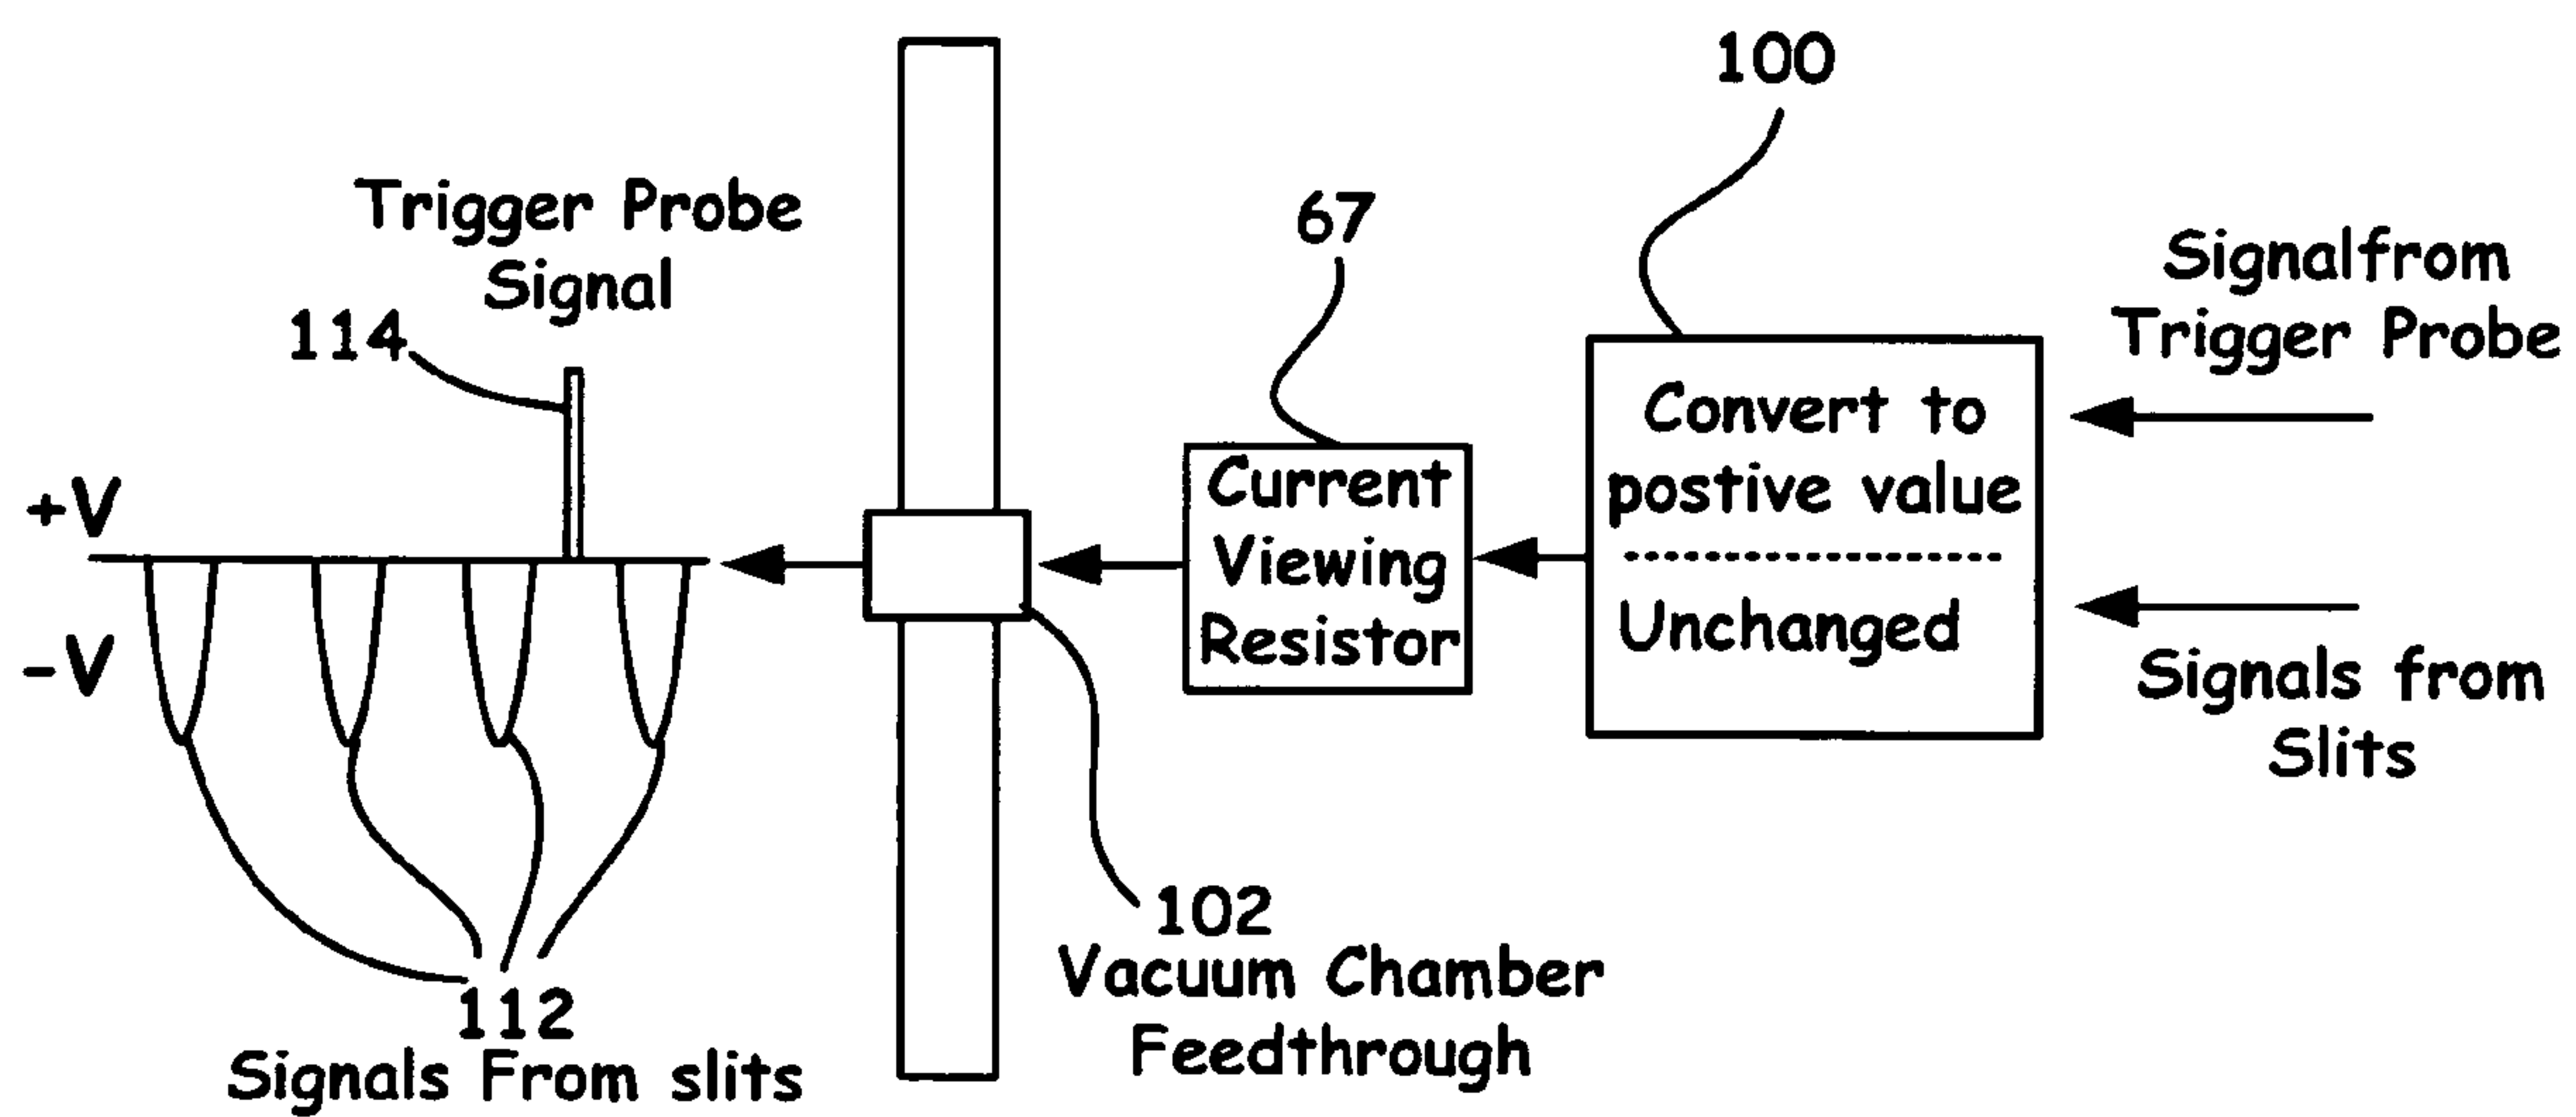 100
67
Trigger Probe
Signal
114
Signalfrom
Trigger Probe
Convert to
postive value
Unchanged
Current
Viewing
Resistor
+V
-V
Signals from
Slits
102
Vacuum Chamber
Feedthrough
112
Signals From slits